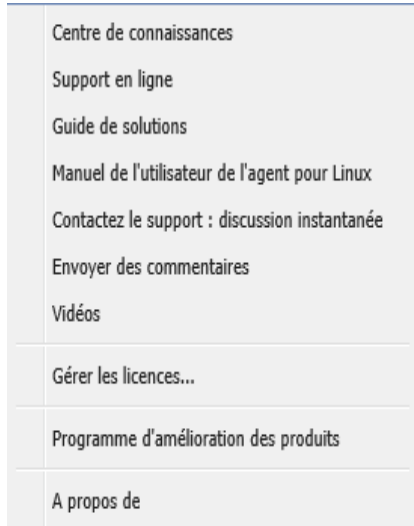 Centre de connaissances
Support en ligne
Guide de solutions
Manuel de l'utilisateur de l'agent pour Linux
Contactez le support : discussion instantanée
Envoyer des commentaires
Vidéos
Gérer les licences...
Programme d'amélioration des produits
A propos de